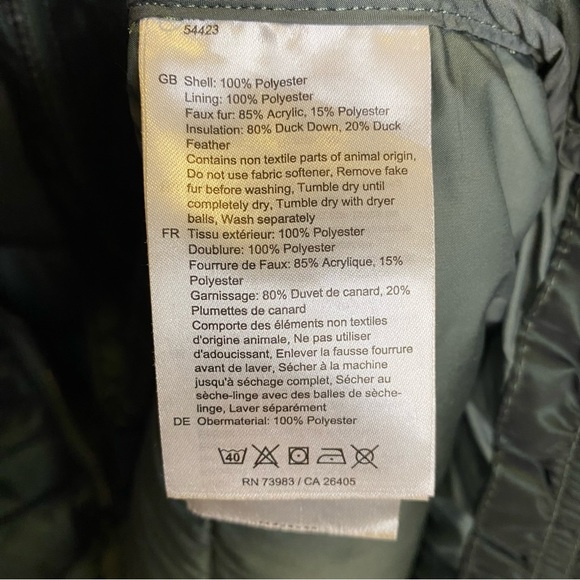 54423
GB Shell: 100% Polyester
Lining: 100% Polyester
Faux fur: 85% Acrylic, 15% Polyester
Insulation: 80% Duck Down, 20% Duck
Feather
Contains non textile parts of animal origin,
Do not use fabric softener, Remove fake
fur before washing, Tumble dry until
completely dry, Tumble dry with dryer
balls, Wash separately
FR Tissu extérieur: 100% Polyester
Doublure: 100% Polyester
Fourrure de Faux: 85% Acrylique, 15%
Polyester
Garnissage: 80% Duvet de canard, 20%
Plumettes de canard
Comporte des éléments non textiles
d'origine animale, Ne pas utiliser
d'adoucissant, Enlever la fausse fourrure
avant de laver, Sécher à la machine
jusqu'à séchage complet, Sécher au
sèche-linge avec des balles de sèche-
linge, Laver séparément
DE Obermaterial: 100% Polyester
40
RN 73983 / CA 26405